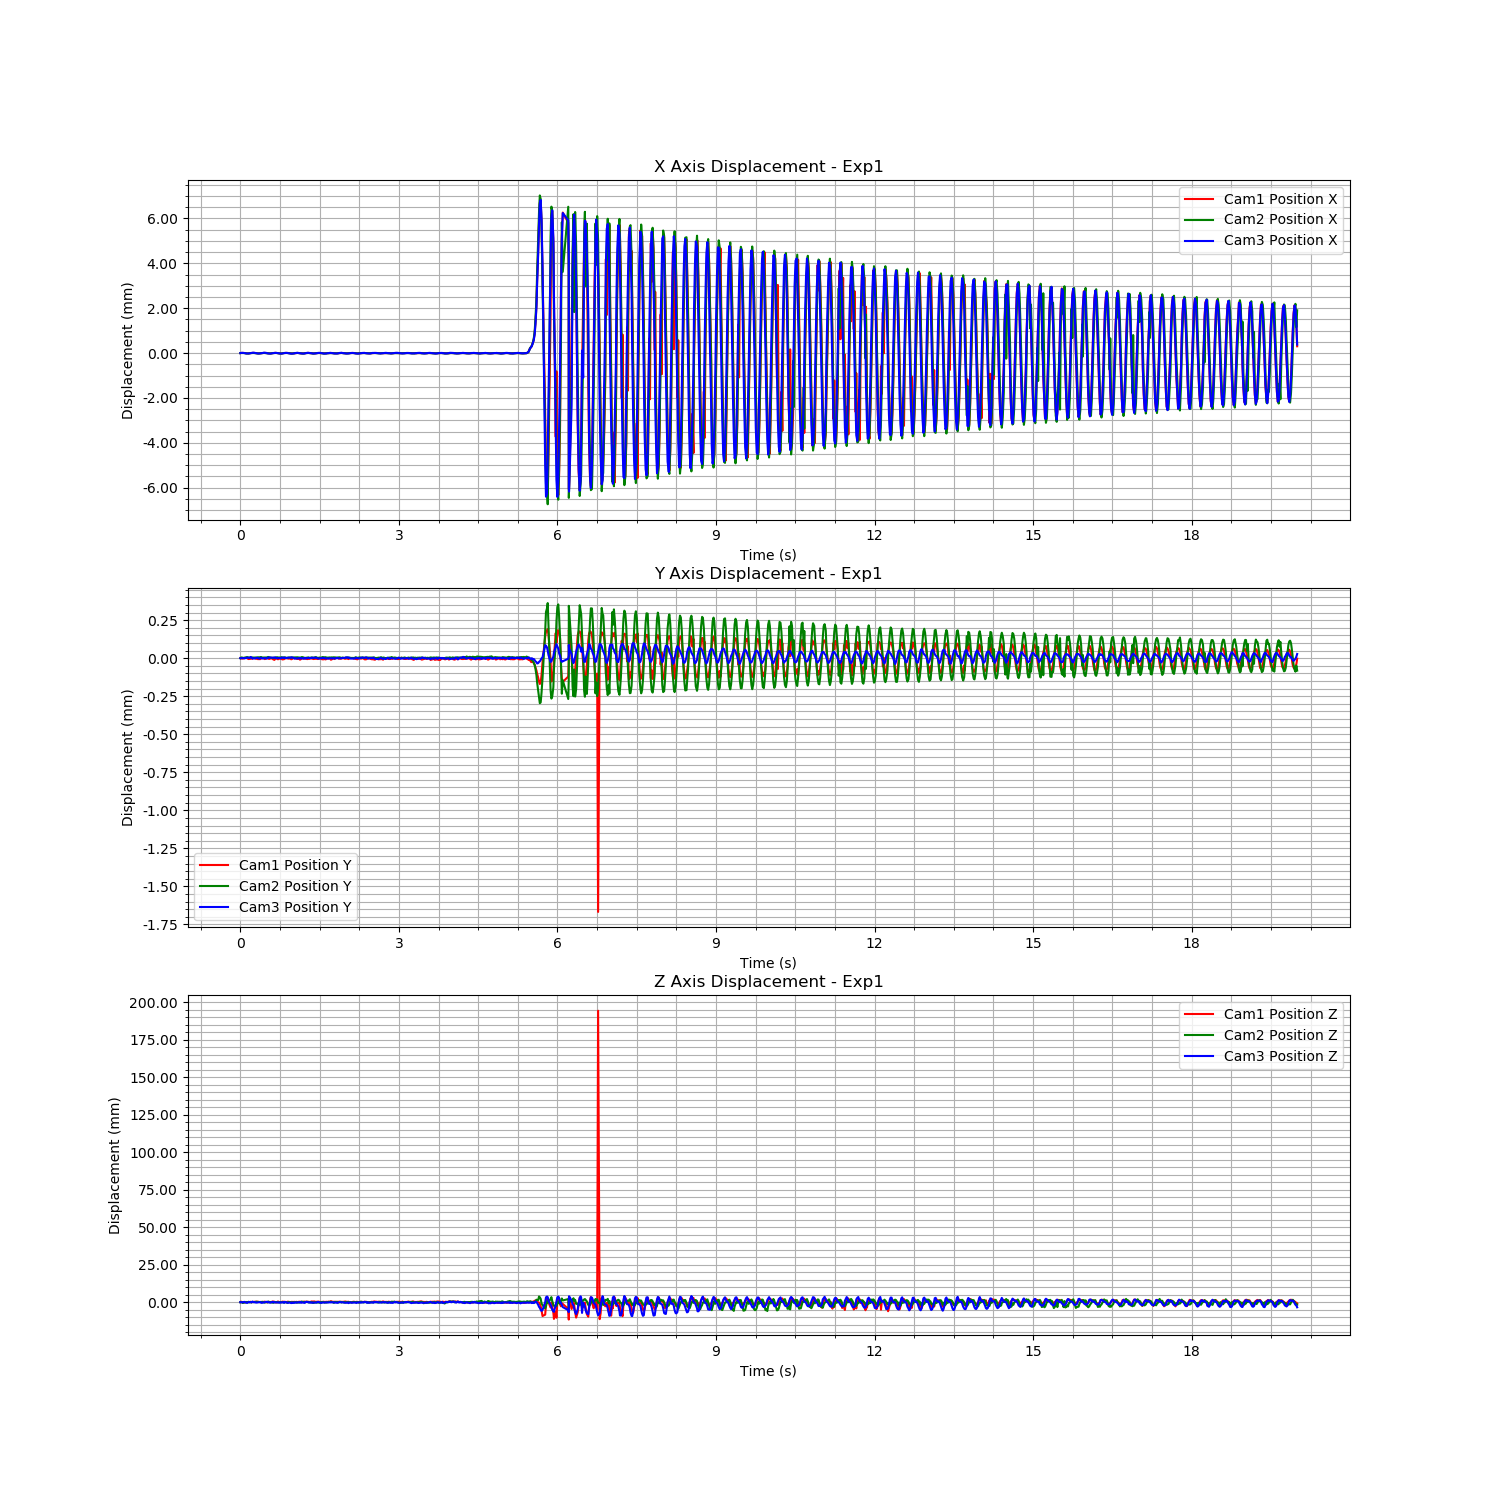 X Axis Displacement - Exp1
Cam1 Position X
Cam2 Position X
Cam3 Position X
6.00
4.00
2.00
0.00
-2.00
-4.00
-6.00
Displacement (mm)
0 3 6 9 12 15 18
Time (s)
Y Axis Displacement - Exp1
0.25
0.00
-0.25
-0.50
-0.75
-1.00
-1.25
-1.50
-1.75
Displacement (mm)
Cam1 Position Y
Cam2 Position Y
Cam3 Position Y
0 3 6 9 12 15 18
Time (s)
Z Axis Displacement - Exp1
Cam1 Position Z
Cam2 Position Z
Cam3 Position Z
200.00
175.00
150.00
125.00
100.00
75.00
50.00
25.00
0.00
Displacement (mm)
0 3 6 9 12 15 18
Time (s)